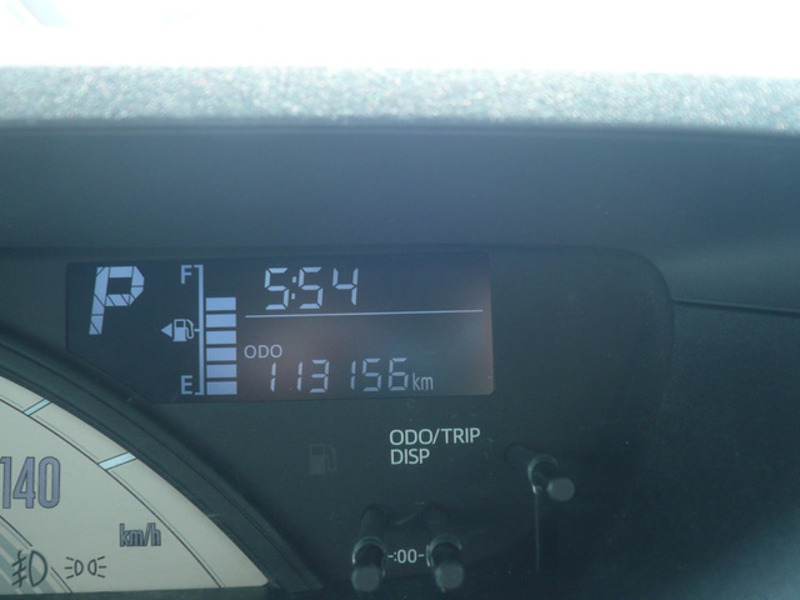 P
F
5:54
ODO
E
113156km
ODO/TRIP
DISP
140
km/h
-:00-